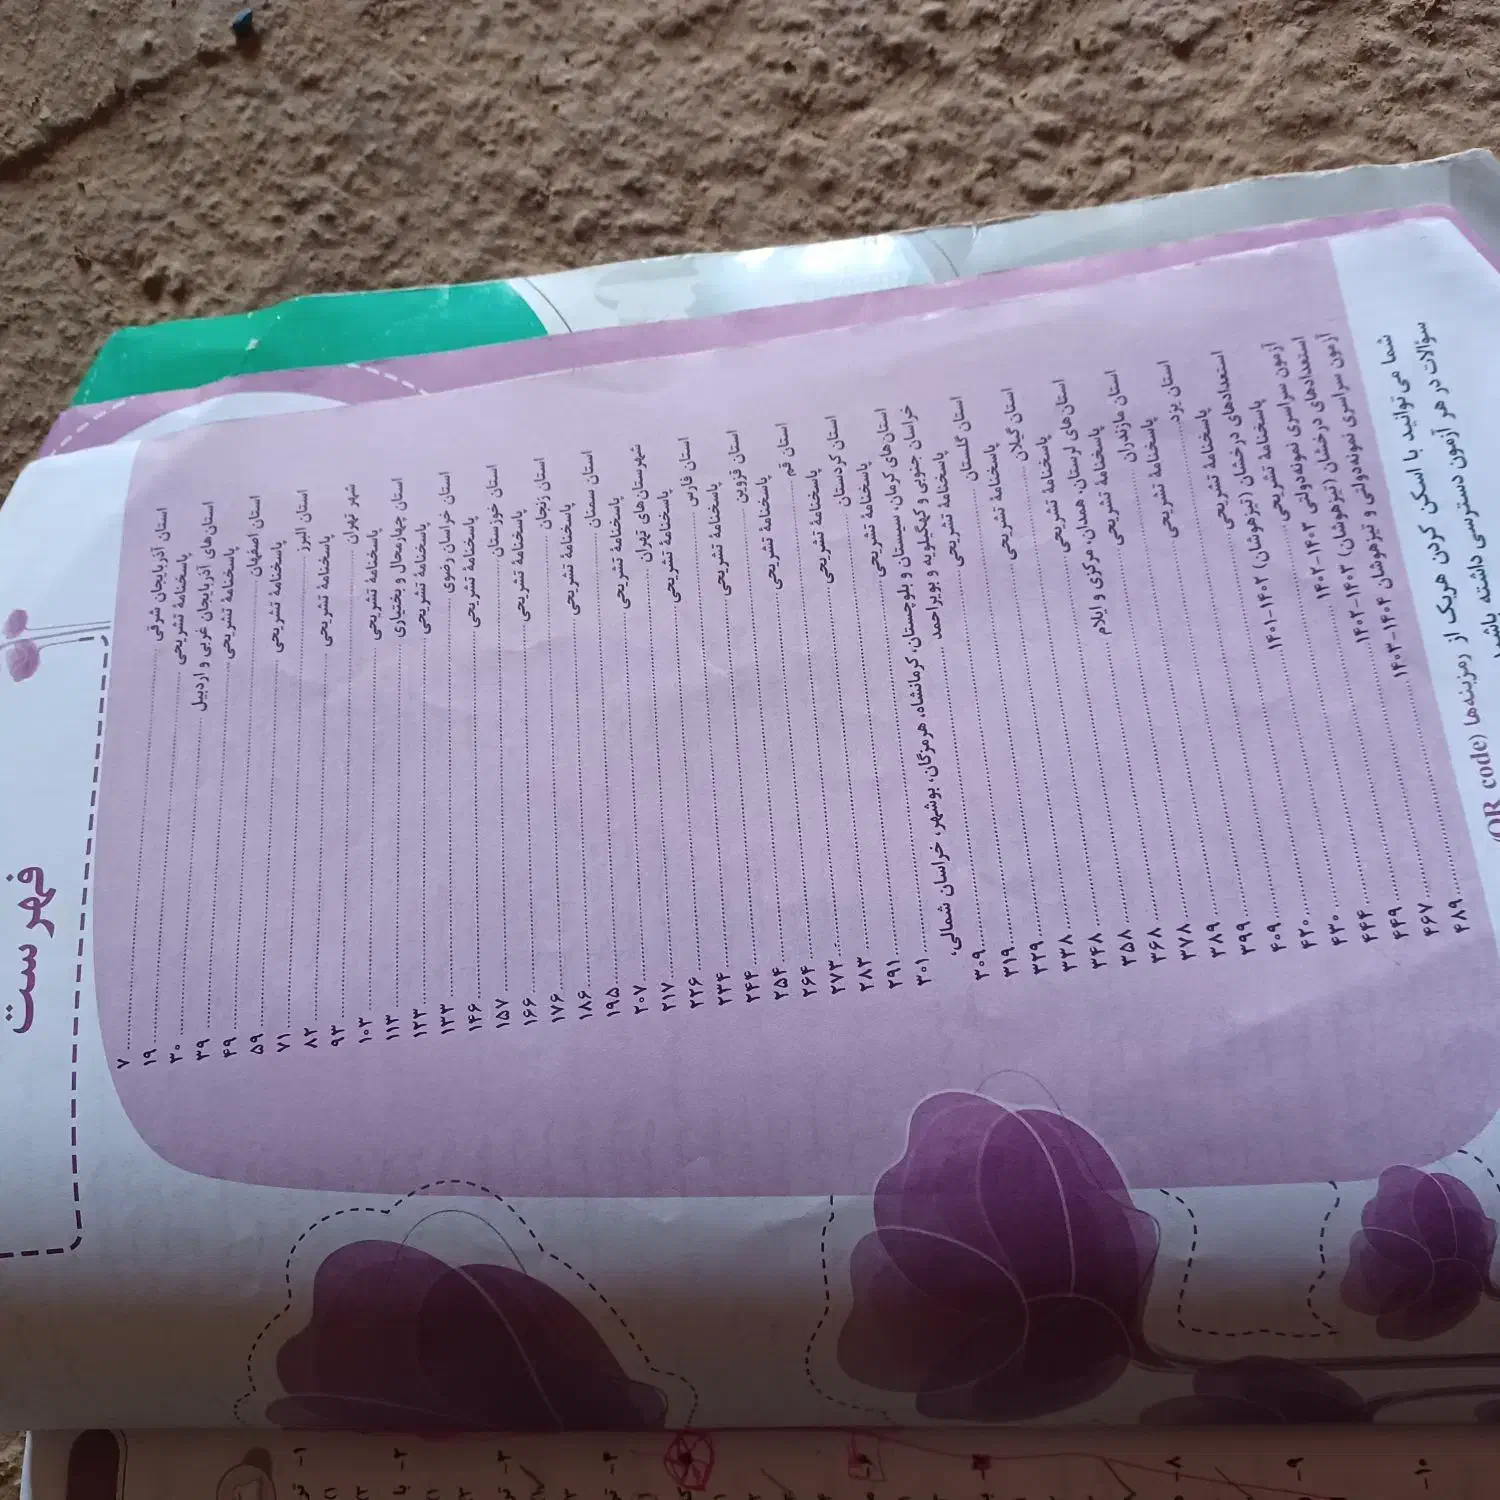 فهرست
استان آذربایجان شرقی ........ ۷
پاسخنامهٔ تشریحی ........ ۱۹
استان‌های آذربایجان غربی و اردبیل ........ ۳۰
پاسخنامهٔ تشریحی ........ ۳۹
استان اصفهان ........ ۴۹
پاسخنامهٔ تشریحی ........ ۵۹
استان البرز ........ ۷۱
پاسخنامهٔ تشریحی ........ ۸۲
شهر تهران ........ ۹۳
پاسخنامهٔ تشریحی ........ ۱۰۳
استان چهارمحال و بختیاری ........ ۱۱۳
پاسخنامهٔ تشریحی ........ ۱۲۳
استان خراسان رضوی ........ ۱۳۳
پاسخنامهٔ تشریحی ........ ۱۴۶
استان خوزستان ........ ۱۵۷
پاسخنامهٔ تشریحی ........ ۱۶۶
استان زنجان ........ ۱۷۶
پاسخنامهٔ تشریحی ........ ۱۸۶
استان سمنان ........ ۱۹۵
پاسخنامهٔ تشریحی ........ ۲۰۷
شهرستان‌های تهران ........ ۲۱۷
پاسخنامهٔ تشریحی ........ ۲۲۶
استان فارس ........ ۲۳۴
پاسخنامهٔ تشریحی ........ ۲۴۴
استان قزوین ........ ۲۵۴
پاسخنامهٔ تشریحی ........ ۲۶۴
استان قم ........ ۲۷۳
پاسخنامهٔ تشریحی ........ ۲۸۳
استان کردستان ........ ۲۹۱
پاسخنامهٔ تشریحی ........ ۳۰۱
استان‌های کرمان، سیستان و بلوچستان، کرمانشاه، هرمزگان، بوشهر، خراسان شمالی،
خراسان جنوبی و کهگیلویه و بویراحمد ........ ۳۰۹
پاسخنامهٔ تشریحی ........ ۳۱۹
استان گلستان ........ ۳۲۹
پاسخنامهٔ تشریحی ........ ۳۳۸
استان گیلان ........ ۳۴۸
پاسخنامهٔ تشریحی ........ ۳۵۸
استان‌های لرستان، همدان، مرکزی و ایلام ........ ۳۶۸
پاسخنامهٔ تشریحی ........ ۳۷۸
استان مازندران ........ ۳۸۹
پاسخنامهٔ تشریحی ........ ۳۹۹
استان یزد ........ ۴۰۹
پاسخنامهٔ تشریحی ........ ۴۲۰
استعدادهای درخشان (تیزهوشان) ۱۴۰۲-۱۴۰۱ ........ ۴۳۰
پاسخنامهٔ تشریحی ........ ۴۴۴
آزمون سراسری نمونه‌دولتی ۱۴۰۳-۱۴۰۲ ........ ۴۴۹
استعدادهای درخشان (تیزهوشان) ۱۴۰۳-۱۴۰۲ ........ ۴۶۷
آزمون سراسری نمونه‌دولتی و تیزهوشان ۱۴۰۴-۱۴۰۳ ........ ۴۸۹
شما می‌توانید با اسکن کردن هریک از رمزینه‌ها (QR code)
سؤالات در هر آزمون دسترسی داشته باشید.